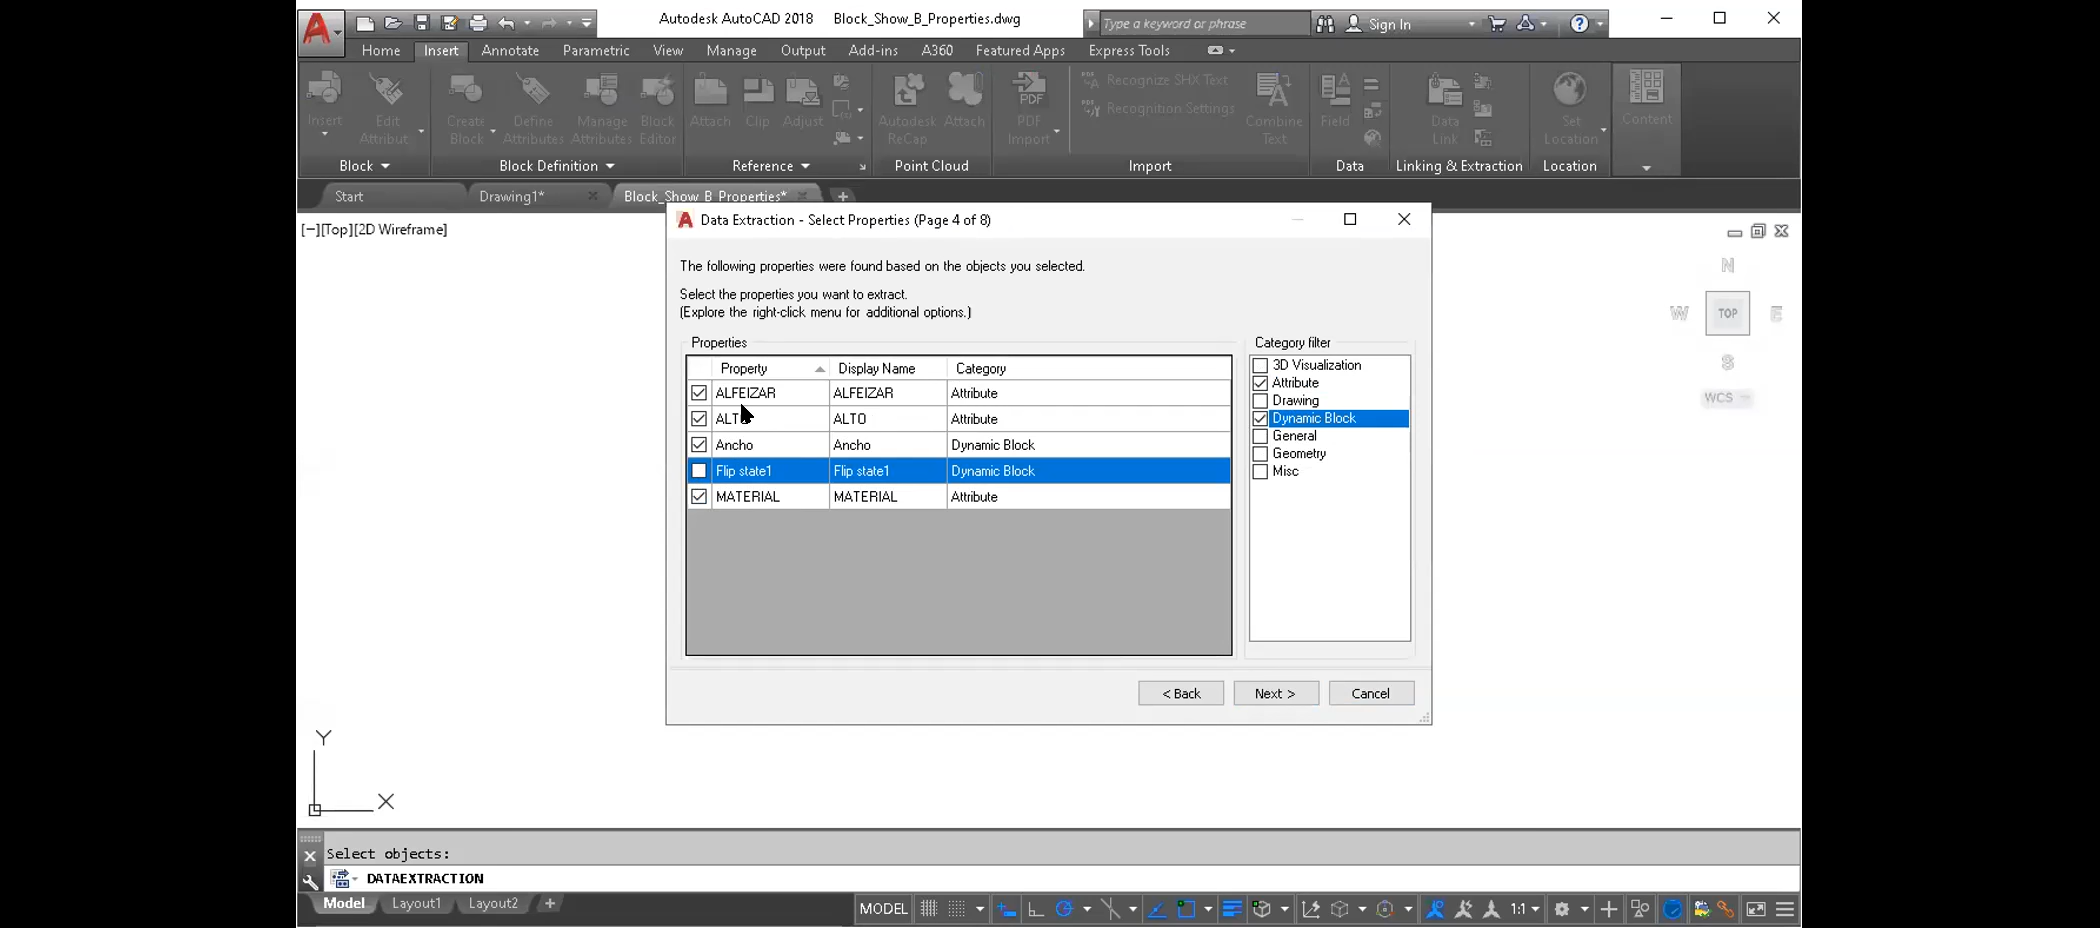 Autodesk AutoCAD 2018 Block_Show_B_Properties.dwg
Type a keyword or phrase
Sign In
Home Insert Annotate Parametric View Manage Output Add-ins A360 Featured Apps Express Tools
Insert
Edit Attribut
Create Block
Define Attributes
Manage Attributes
Block Editor
Attach
Clip
Adjust
Autodesk ReCap
Attach
PDF Import
Recognize SHX Text
Recognition Settings
Combine Text
Field
Data Link
Set Location
Content
Block
Block Definition
Reference
Point Cloud
Import
Data
Linking & Extraction
Location
Start
Drawing1*
Block_Show_B_Properties*
[−][Top][2D Wireframe]
Data Extraction - Select Properties (Page 4 of 8)
The following properties were found based on the objects you selected.
Select the properties you want to extract.
(Explore the right-click menu for additional options.)
Properties
Property Display Name Category
ALFEIZAR ALFEIZAR Attribute
ALTO ALTO Attribute
Ancho Ancho Dynamic Block
Flip state1 Flip state1 Dynamic Block
MATERIAL MATERIAL Attribute
Category filter
3D Visualization
Attribute
Drawing
Dynamic Block
General
Geometry
Misc
< Back
Next >
Cancel
N
W
TOP
E
S
WCS
Y
X
Select objects:
DATAEXTRACTION
Model Layout1 Layout2
MODEL
1:1